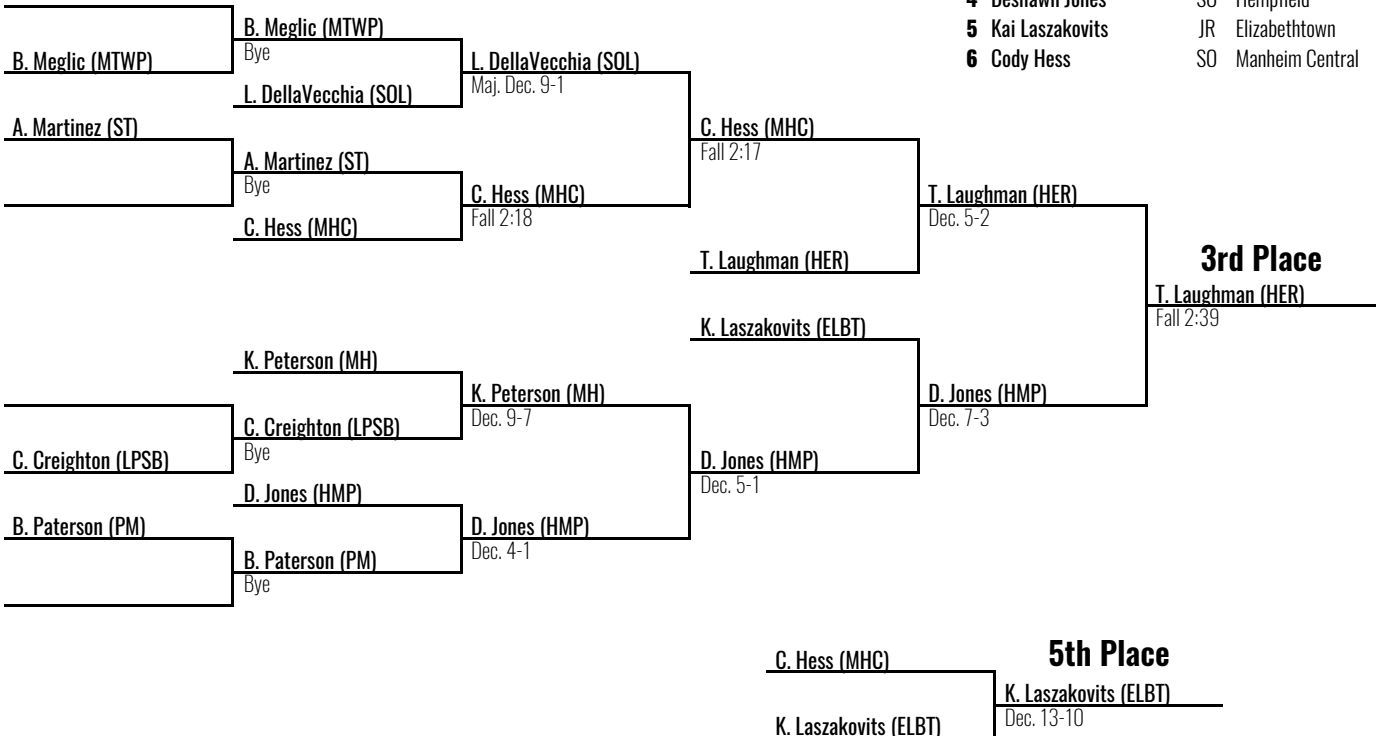 4 Deshawn Jones SO Hempfield
5 Kai Laszakovits JR Elizabethtown
6 Cody Hess SO Manheim Central
B. Meglic (MTWP)
A. Martinez (ST)
C. Creighton (LPSB)
B. Paterson (PM)
B. Meglic (MTWP)
Bye
L. DellaVecchia (SOL)
A. Martinez (ST)
Bye
C. Hess (MHC)
K. Peterson (MH)
C. Creighton (LPSB)
Bye
D. Jones (HMP)
B. Paterson (PM)
Bye
L. DellaVecchia (SOL)
Maj. Dec. 9-1
C. Hess (MHC)
Fall 2:18
K. Peterson (MH)
Dec. 9-7
D. Jones (HMP)
Dec. 4-1
C. Hess (MHC)
Fall 2:17
T. Laughman (HER)
K. Laszakovits (ELBT)
D. Jones (HMP)
Dec. 5-1
T. Laughman (HER)
Dec. 5-2
D. Jones (HMP)
Dec. 7-3
3rd Place
T. Laughman (HER)
Fall 2:39
5th Place
C. Hess (MHC)
K. Laszakovits (ELBT)
K. Laszakovits (ELBT)
Dec. 13-10